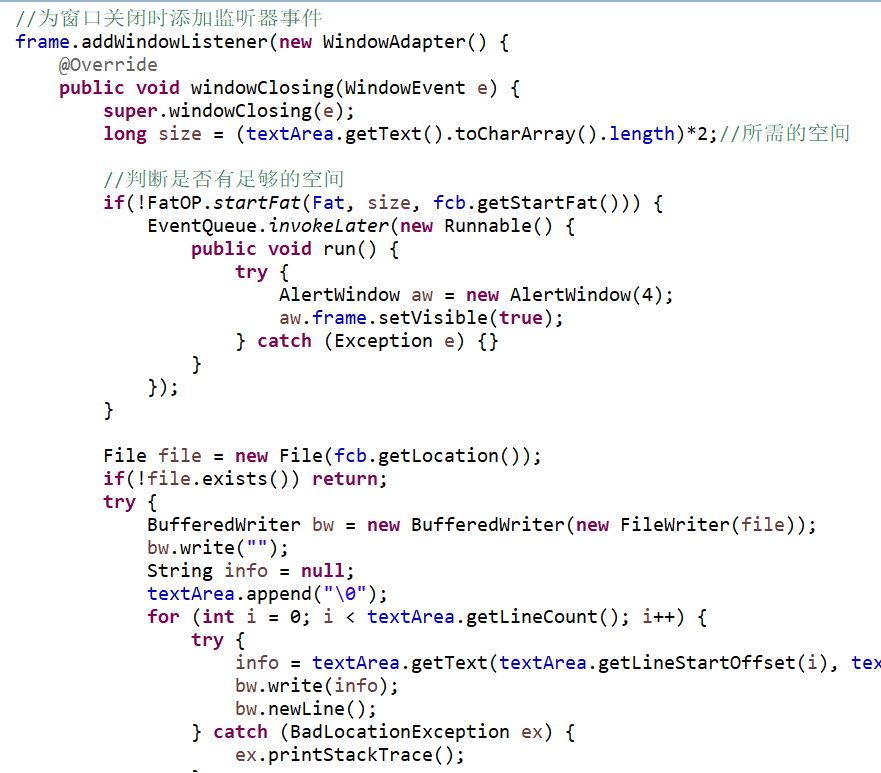 //为窗口关闭时添加监听器事件
frame.addWindowListener(new WindowAdapter() {
@Override
public void windowClosing(WindowEvent e) {
super.windowClosing(e);
long size = (textArea.getText().toCharArray().length)*2;//所需的空间
//判断是否有足够的空间
if(!FatOP.startFat(Fat, size, fcb.getStartFat())) {
EventQueue.invokeLater(new Runnable() {
public void run() {
try {
AlertWindow aw = new AlertWindow(4);
aw.frame.setVisible(true);
} catch (Exception e) {}
}
});
}
File file = new File(fcb.getLocation());
if(!file.exists()) return;
try {
BufferedWriter bw = new BufferedWriter(new FileWriter(file));
bw.write("");
String info = null;
textArea.append("\0");
for (int i = 0; i < textArea.getLineCount(); i++) {
try {
info = textArea.getText(textArea.getLineStartOffset(i), tex
bw.write(info);
bw.newLine();
} catch (BadLocationException ex) {
ex.printStackTrace();